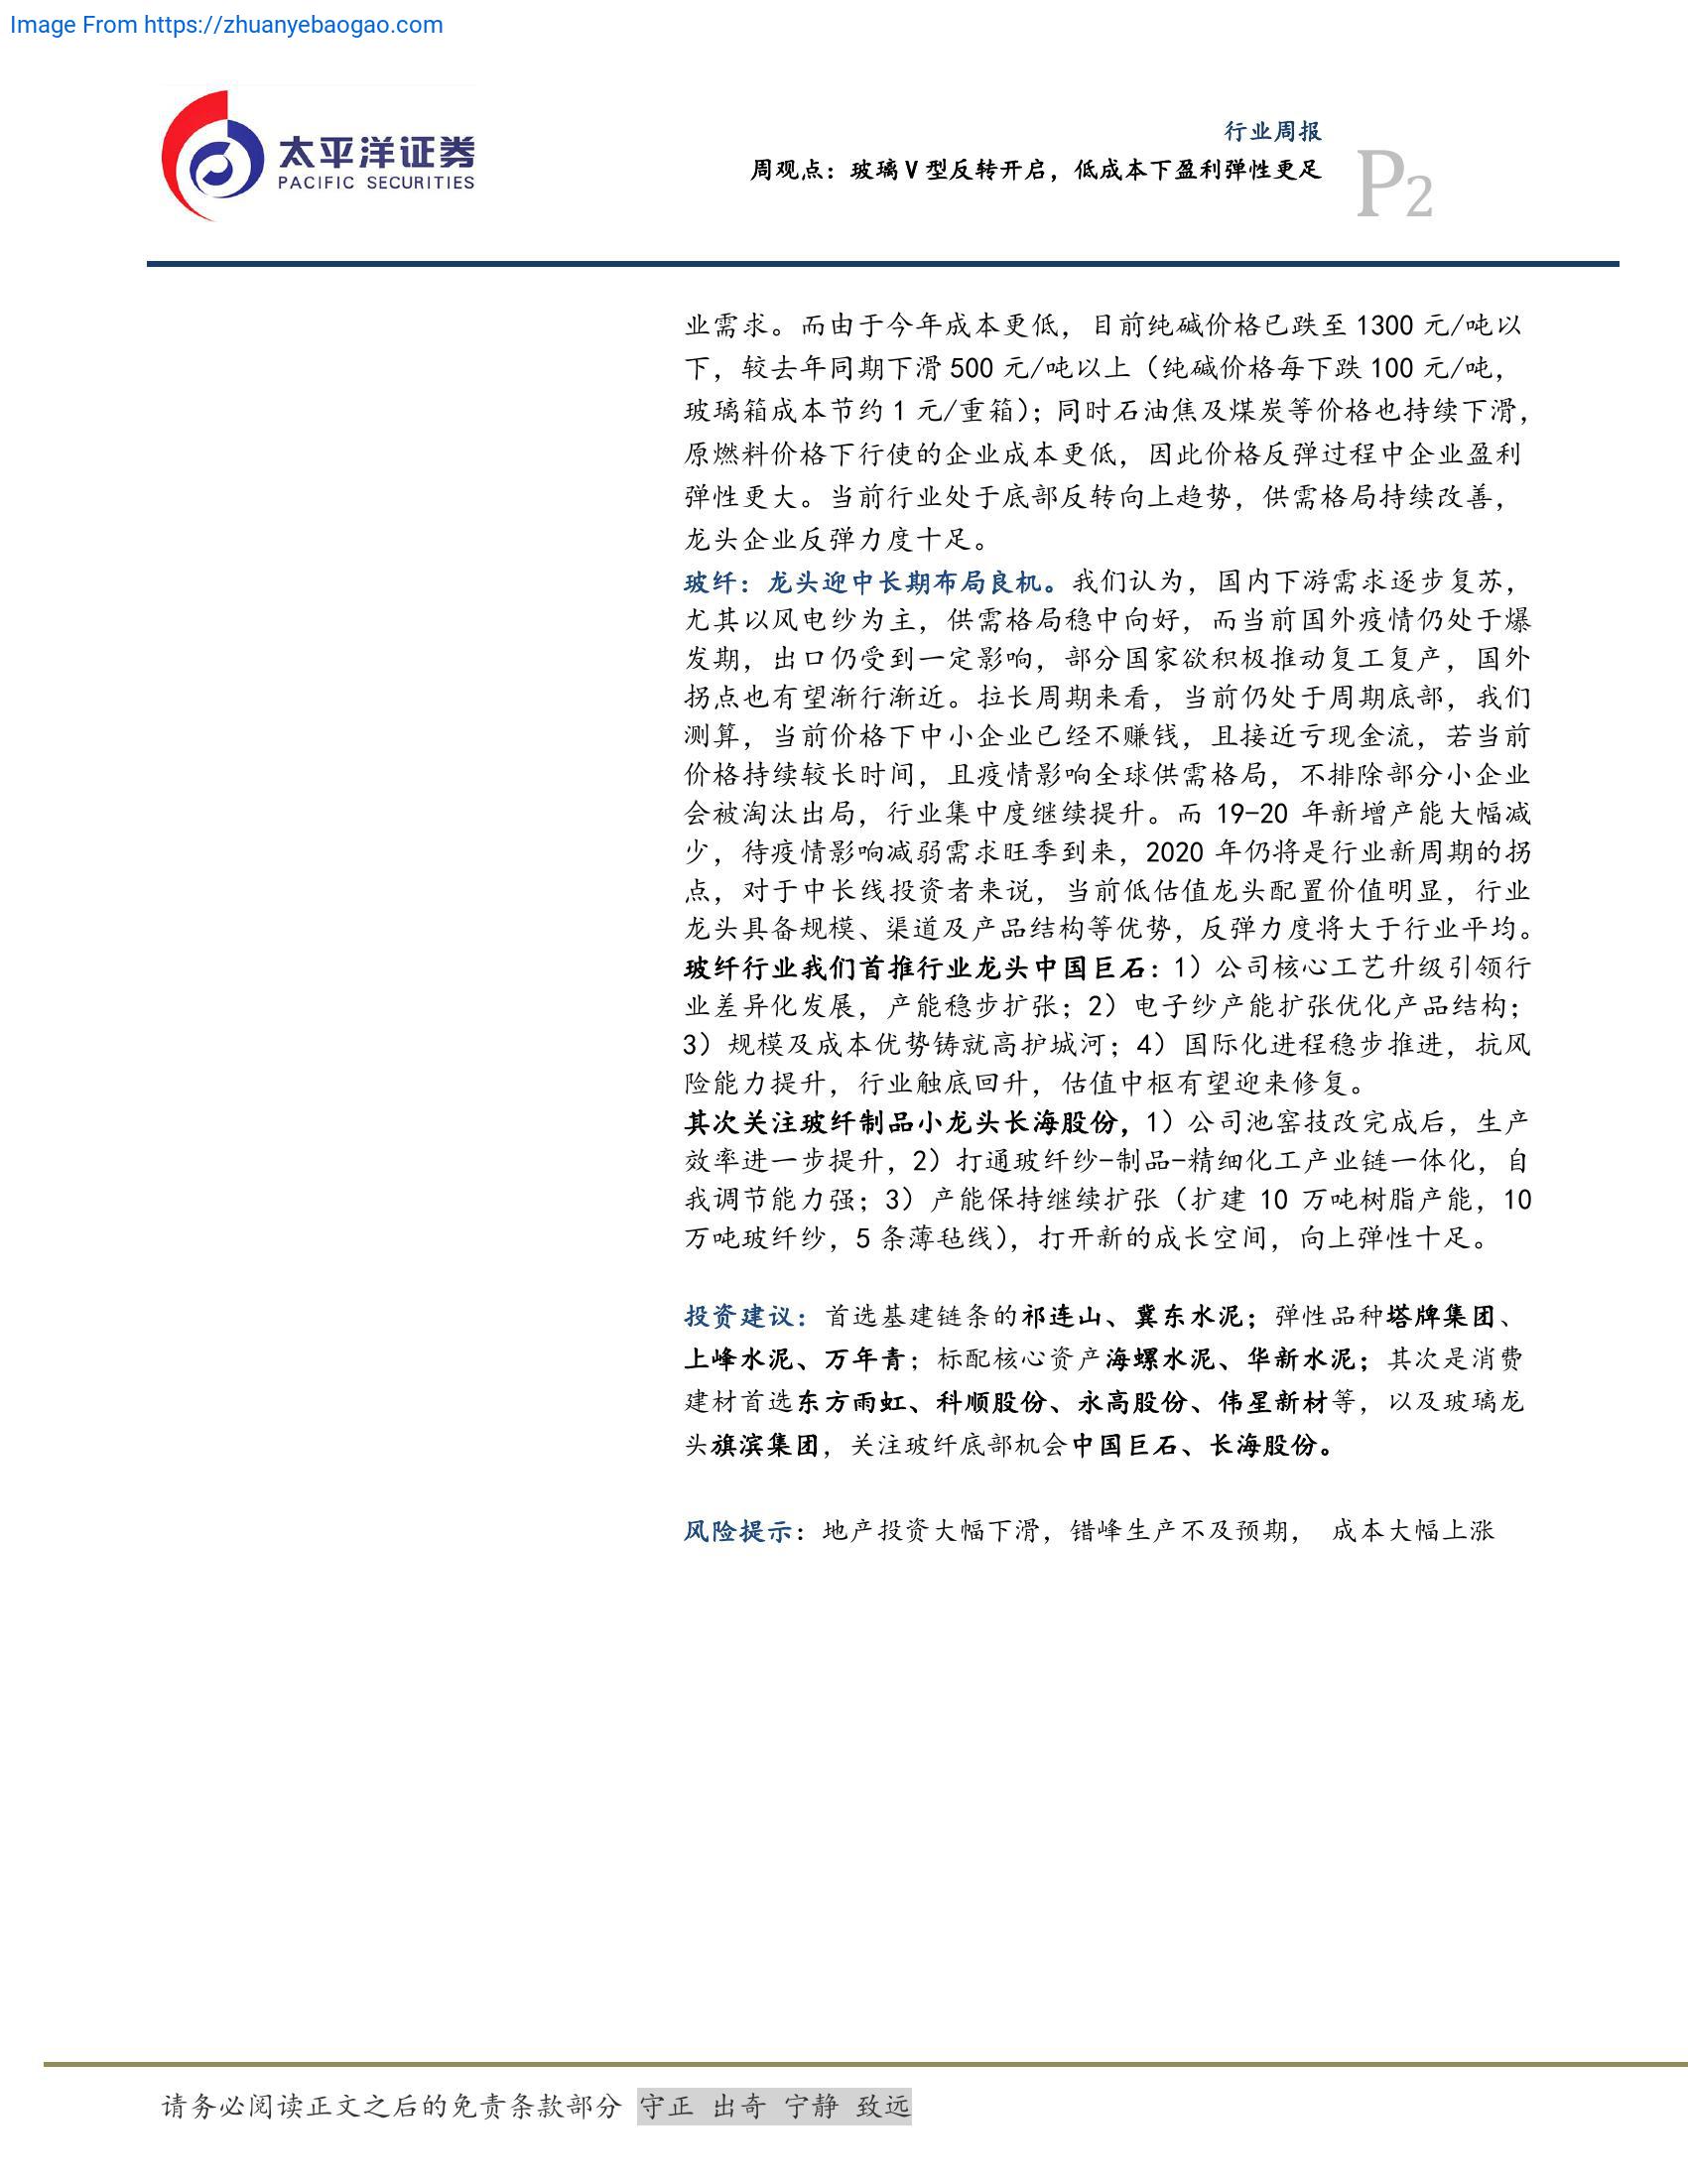 Image From https://zhuanyebaogao.com
太平洋证券
PACIFIC SECURITIES
行业周报
周观点：玻璃V型反转开启，低成本下盈利弹性更足
P2
业需求。而由于今年成本更低，目前纯碱价格已跌至 1300 元/吨以
下，较去年同期下滑 500 元/吨以上（纯碱价格每下跌 100 元/吨，
玻璃箱成本节约 1 元/重箱）；同时石油焦及煤炭等价格也持续下滑，
原燃料价格下行使的企业成本更低，因此价格反弹过程中企业盈利
弹性更大。当前行业处于底部反转向上趋势，供需格局持续改善，
龙头企业反弹力度十足。
玻纤：龙头迎中长期布局良机。我们认为，国内下游需求逐步复苏，
尤其以风电纱为主，供需格局稳中向好，而当前国外疫情仍处于爆
发期，出口仍受到一定影响，部分国家欲积极推动复工复产，国外
拐点也有望渐行渐近。拉长周期来看，当前仍处于周期底部，我们
测算，当前价格下中小企业已经不赚钱，且接近亏现金流，若当前
价格持续较长时间，且疫情影响全球供需格局，不排除部分小企业
会被淘汰出局，行业集中度继续提升。而 19-20 年新增产能大幅减
少，待疫情影响减弱需求旺季到来，2020 年仍将是行业新周期的拐
点，对于中长线投资者来说，当前低估值龙头配置价值明显，行业
龙头具备规模、渠道及产品结构等优势，反弹力度将大于行业平均。
玻纤行业我们首推行业龙头中国巨石：1）公司核心工艺升级引领行
业差异化发展，产能稳步扩张；2）电子纱产能扩张优化产品结构；
3）规模及成本优势铸就高护城河；4）国际化进程稳步推进，抗风
险能力提升，行业触底回升，估值中枢有望迎来修复。
其次关注玻纤制品小龙头长海股份，1）公司池窑技改完成后，生产
效率进一步提升，2）打通玻纤纱-制品-精细化工产业链一体化，自
我调节能力强；3）产能保持继续扩张（扩建 10 万吨树脂产能，10
万吨玻纤纱，5 条薄毡线），打开新的成长空间，向上弹性十足。
投资建议：首选基建链条的祁连山、冀东水泥；弹性品种塔牌集团、
上峰水泥、万年青；标配核心资产海螺水泥、华新水泥；其次是消费
建材首选东方雨虹、科顺股份、永高股份、伟星新材等，以及玻璃龙
头旗滨集团，关注玻纤底部机会中国巨石、长海股份。
风险提示：地产投资大幅下滑，错峰生产不及预期， 成本大幅上涨
请务必阅读正文之后的免责条款部分 守正 出奇 宁静 致远